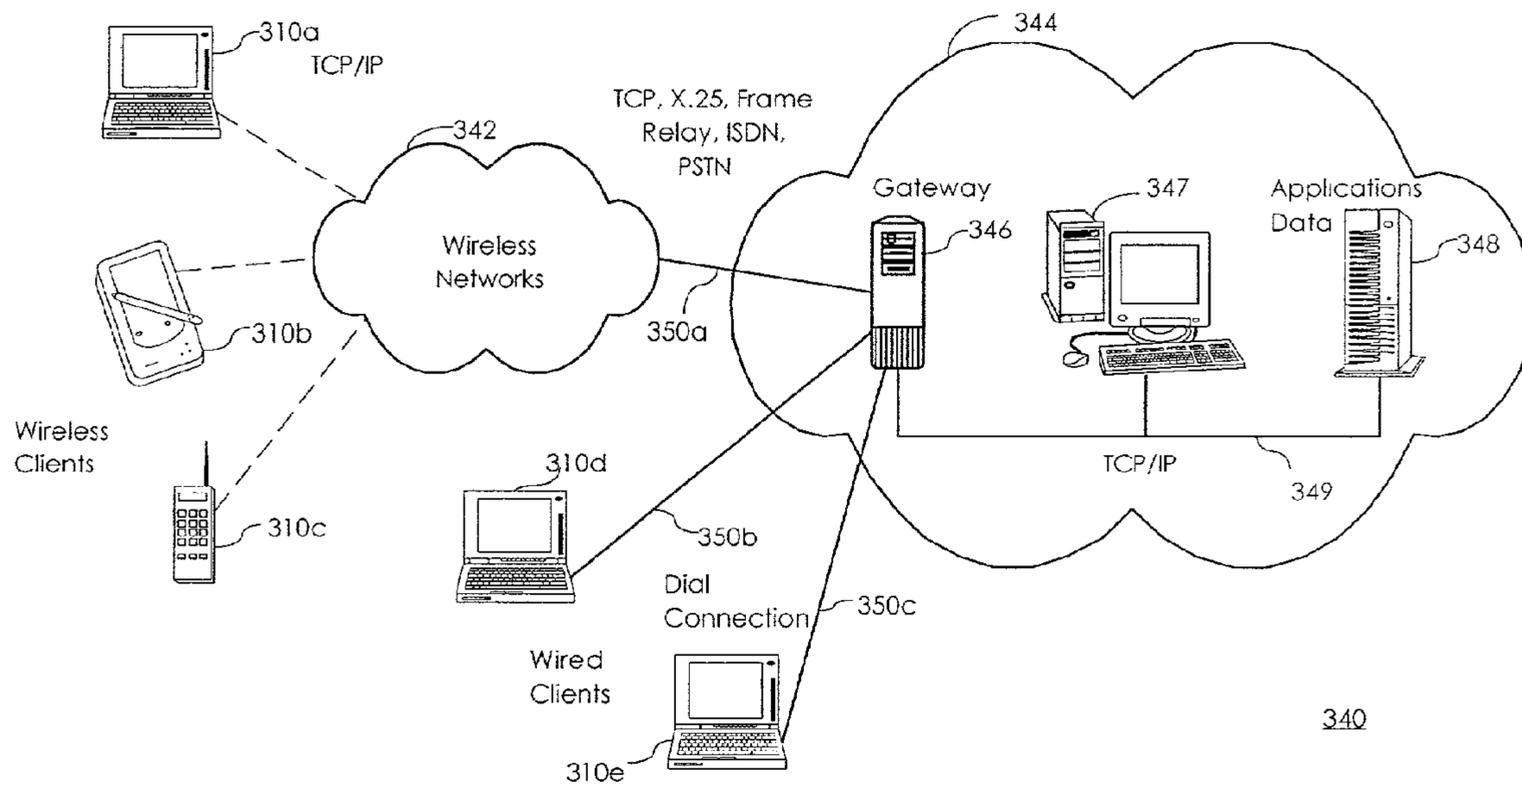 310a
TCP/IP
344
TCP, X.25, Frame
Relay, ISDN,
PSTN
342
Gateway
347
Applications
Data
346
348
Wireless
Networks
350a
310b
Wireless
Clients
310d
TCP/IP
349
310c
350b
Dial
Connection
350c
Wired
Clients
340
310e